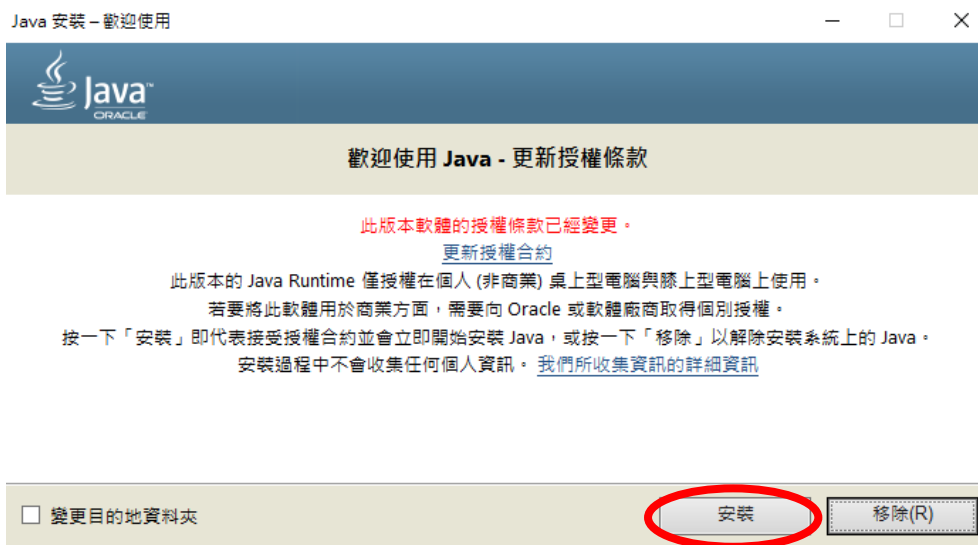 Java 安裝 – 歡迎使用
Java™
ORACLE
歡迎使用 Java - 更新授權條款
此版本軟體的授權條款已經變更。
更新授權合約
此版本的 Java Runtime 僅授權在個人 (非商業) 桌上型電腦與膝上型電腦上使用。
若要將此軟體用於商業方面，需要向 Oracle 或軟體廠商取得個別授權。
按一下「安裝」即代表接受授權合約並會立即開始安裝 Java，或按一下「移除」以解除安裝系統上的 Java。
安裝過程中不會收集任何個人資訊。 我們所收集資訊的詳細資訊
變更目的地資料夾
安裝
移除(R)